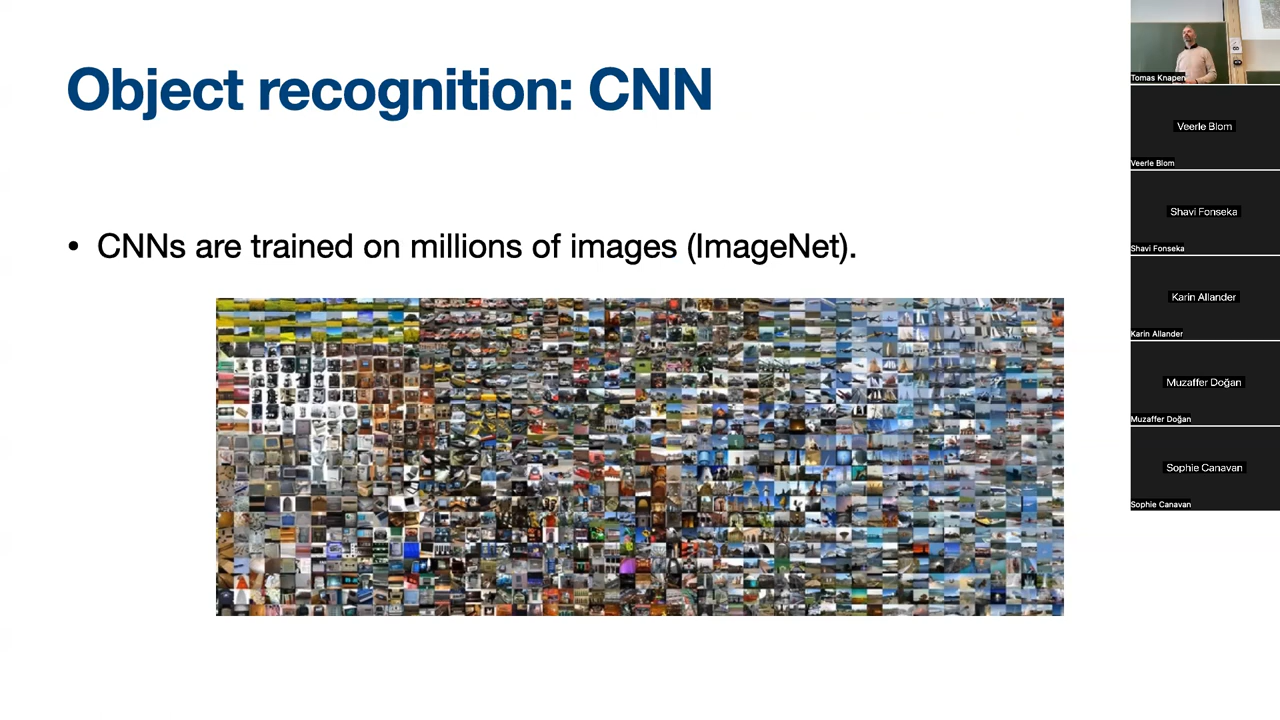 Object recognition: CNN
• CNNs are trained on millions of images (ImageNet).
Tomas Knapen
Veerle Blom
Veerle Blom
Shavi Fonseka
Shavi Fonseka
Karin Allander
Karin Allander
Muzaffer Doğan
Muzaffer Doğan
Sophie Canavan
Sophie Canavan